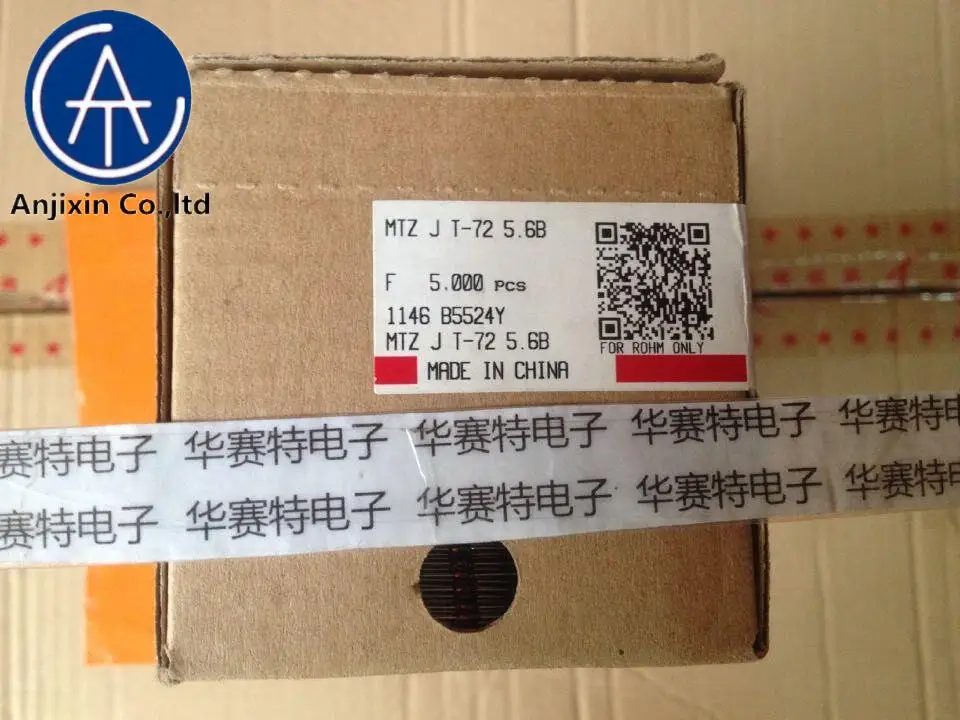 CAT
Anjixin Co.,ltd
MTZ J T-72 5.6B
F 5.000 PCS
1146 B5524Y
MTZ J T-72 5.6B
FOR ROHM ONLY
MADE IN CHINA
赛特电子 华赛特电子 华赛特电子 华赛特电子 华赛特电
赛特电子 华赛特电子 华赛特电子 华赛特电子 华赛特电